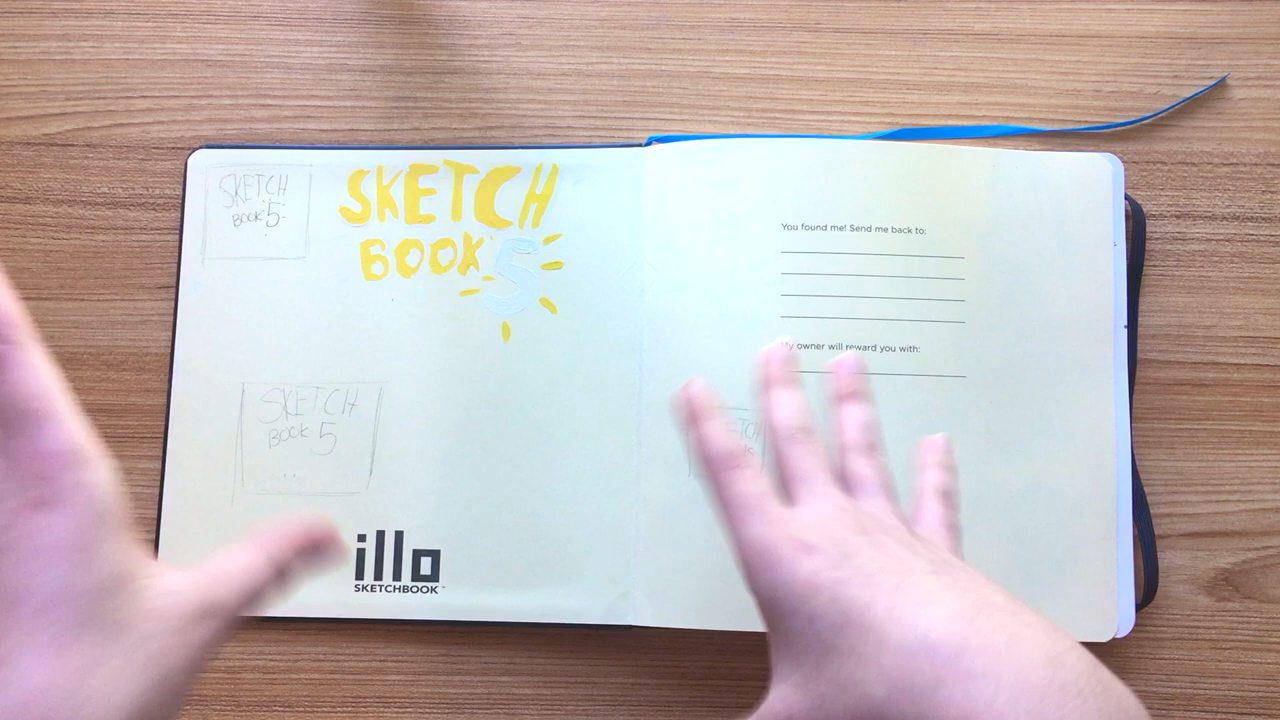 SKETCH
BOOK 5
SKETCH
BOOK 5
SKETCH
BOOK 5
illo
SKETCHBOOK™
You found me! Send me back to:
My owner will reward you with: